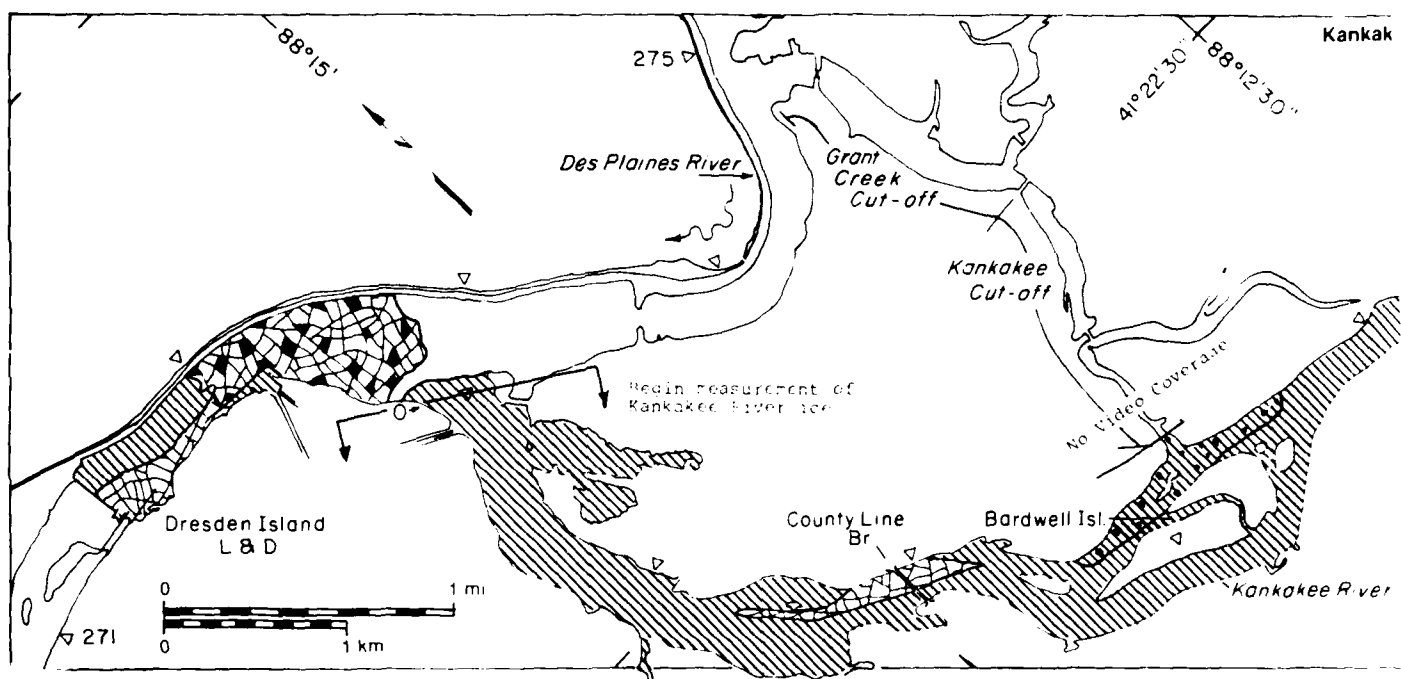 Kankak
88°15'
275
41°22'30"
88°12'30"
Des Plaines River
Grant
Creek
Cut-off
Kankakee
Cut-off
Begin measurement of
Kankakee River ice
0
No Video Coverage
Dresden Island
L & D
County Line
Br
Bardwell Isl.
Kankakee River
0
1 mi
0
1 km
271